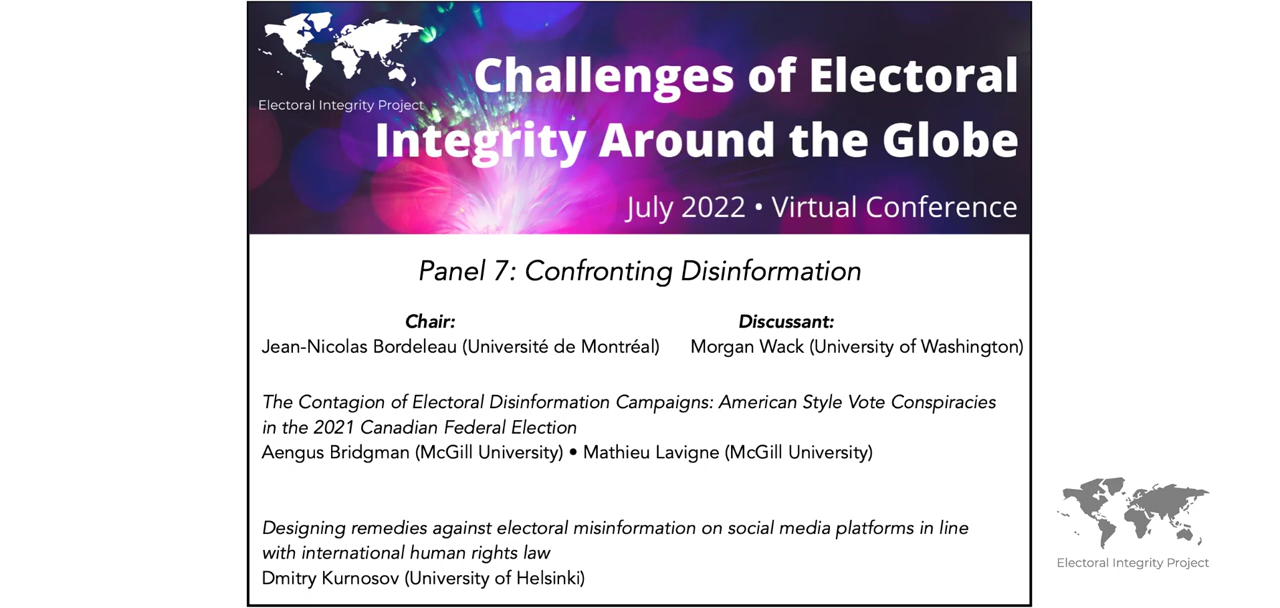 Electoral Integrity Project
Challenges of Electoral
Integrity Around the Globe
July 2022 • Virtual Conference
Panel 7: Confronting Disinformation
Chair:
Jean-Nicolas Bordeleau (Université de Montréal)
Discussant:
Morgan Wack (University of Washington)
The Contagion of Electoral Disinformation Campaigns: American Style Vote Conspiracies
in the 2021 Canadian Federal Election
Aengus Bridgman (McGill University) • Mathieu Lavigne (McGill University)
Designing remedies against electoral misinformation on social media platforms in line
with international human rights law
Dmitry Kurnosov (University of Helsinki)
Electoral Integrity Project